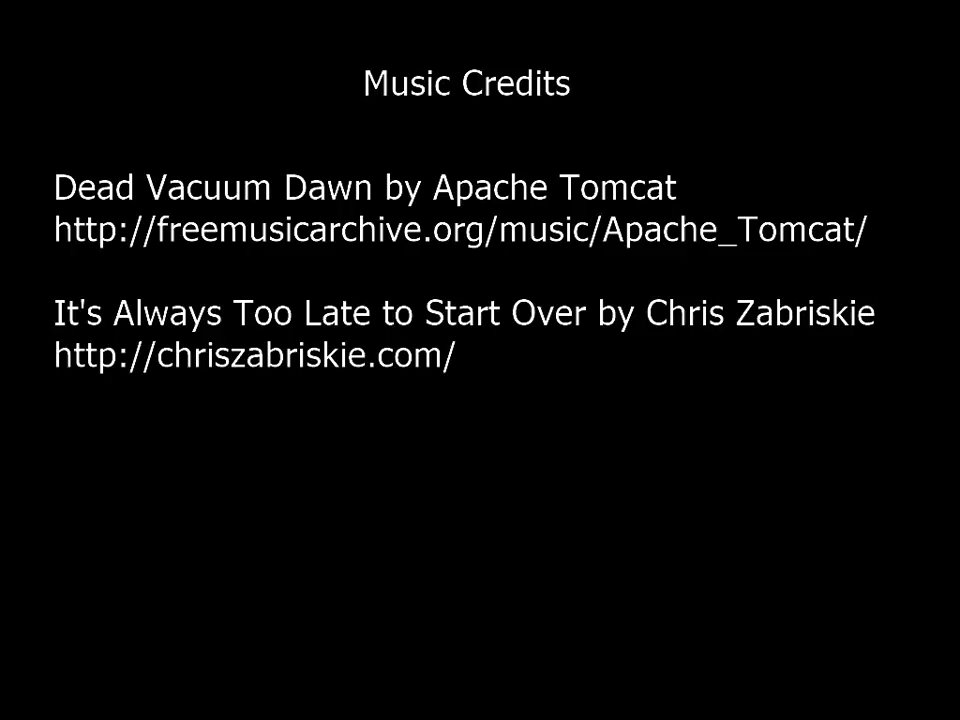 Music Credits
Dead Vacuum Dawn by Apache Tomcat
http://freemusicarchive.org/music/Apache_Tomcat/
It's Always Too Late to Start Over by Chris Zabriskie
http://chriszabriskie.com/